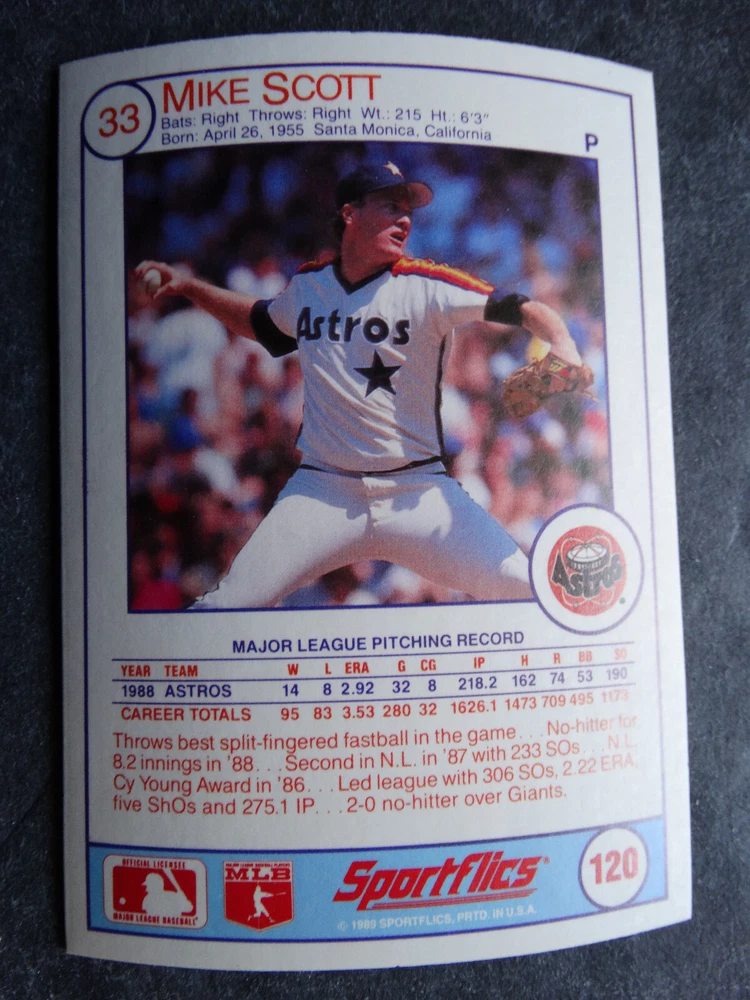 33
MIKE SCOTT
Bats: Right Throws: Right Wt.: 215 Ht.: 6'3"
Born: April 26, 1955 Santa Monica, California
P
Astros
Astros
MAJOR LEAGUE PITCHING RECORD
YEAR TEAM W L ERA G CG IP H R BB SO
1988 ASTROS 14 8 2.92 32 8 218.2 162 74 53 190
CAREER TOTALS 95 83 3.53 280 32 1626.1 1473 709 495 1173
Throws best split-fingered fastball in the game. . .No-hitter for
8.2 innings in '88. . .Second in N.L. in '87 with 233 SOs. . .N.L.
Cy Young Award in '86. . .Led league with 306 SOs, 2.22 ERA,
five ShOs and 275.1 IP. . .2-0 no-hitter over Giants.
OFFICIAL LICENSEE
MAJOR LEAGUE BASEBALL
MAJOR LEAGUE BASEBALL PLAYERS
MLB
Sportflics
© 1989 SPORTFLICS, PRTD. IN U.S.A.
120